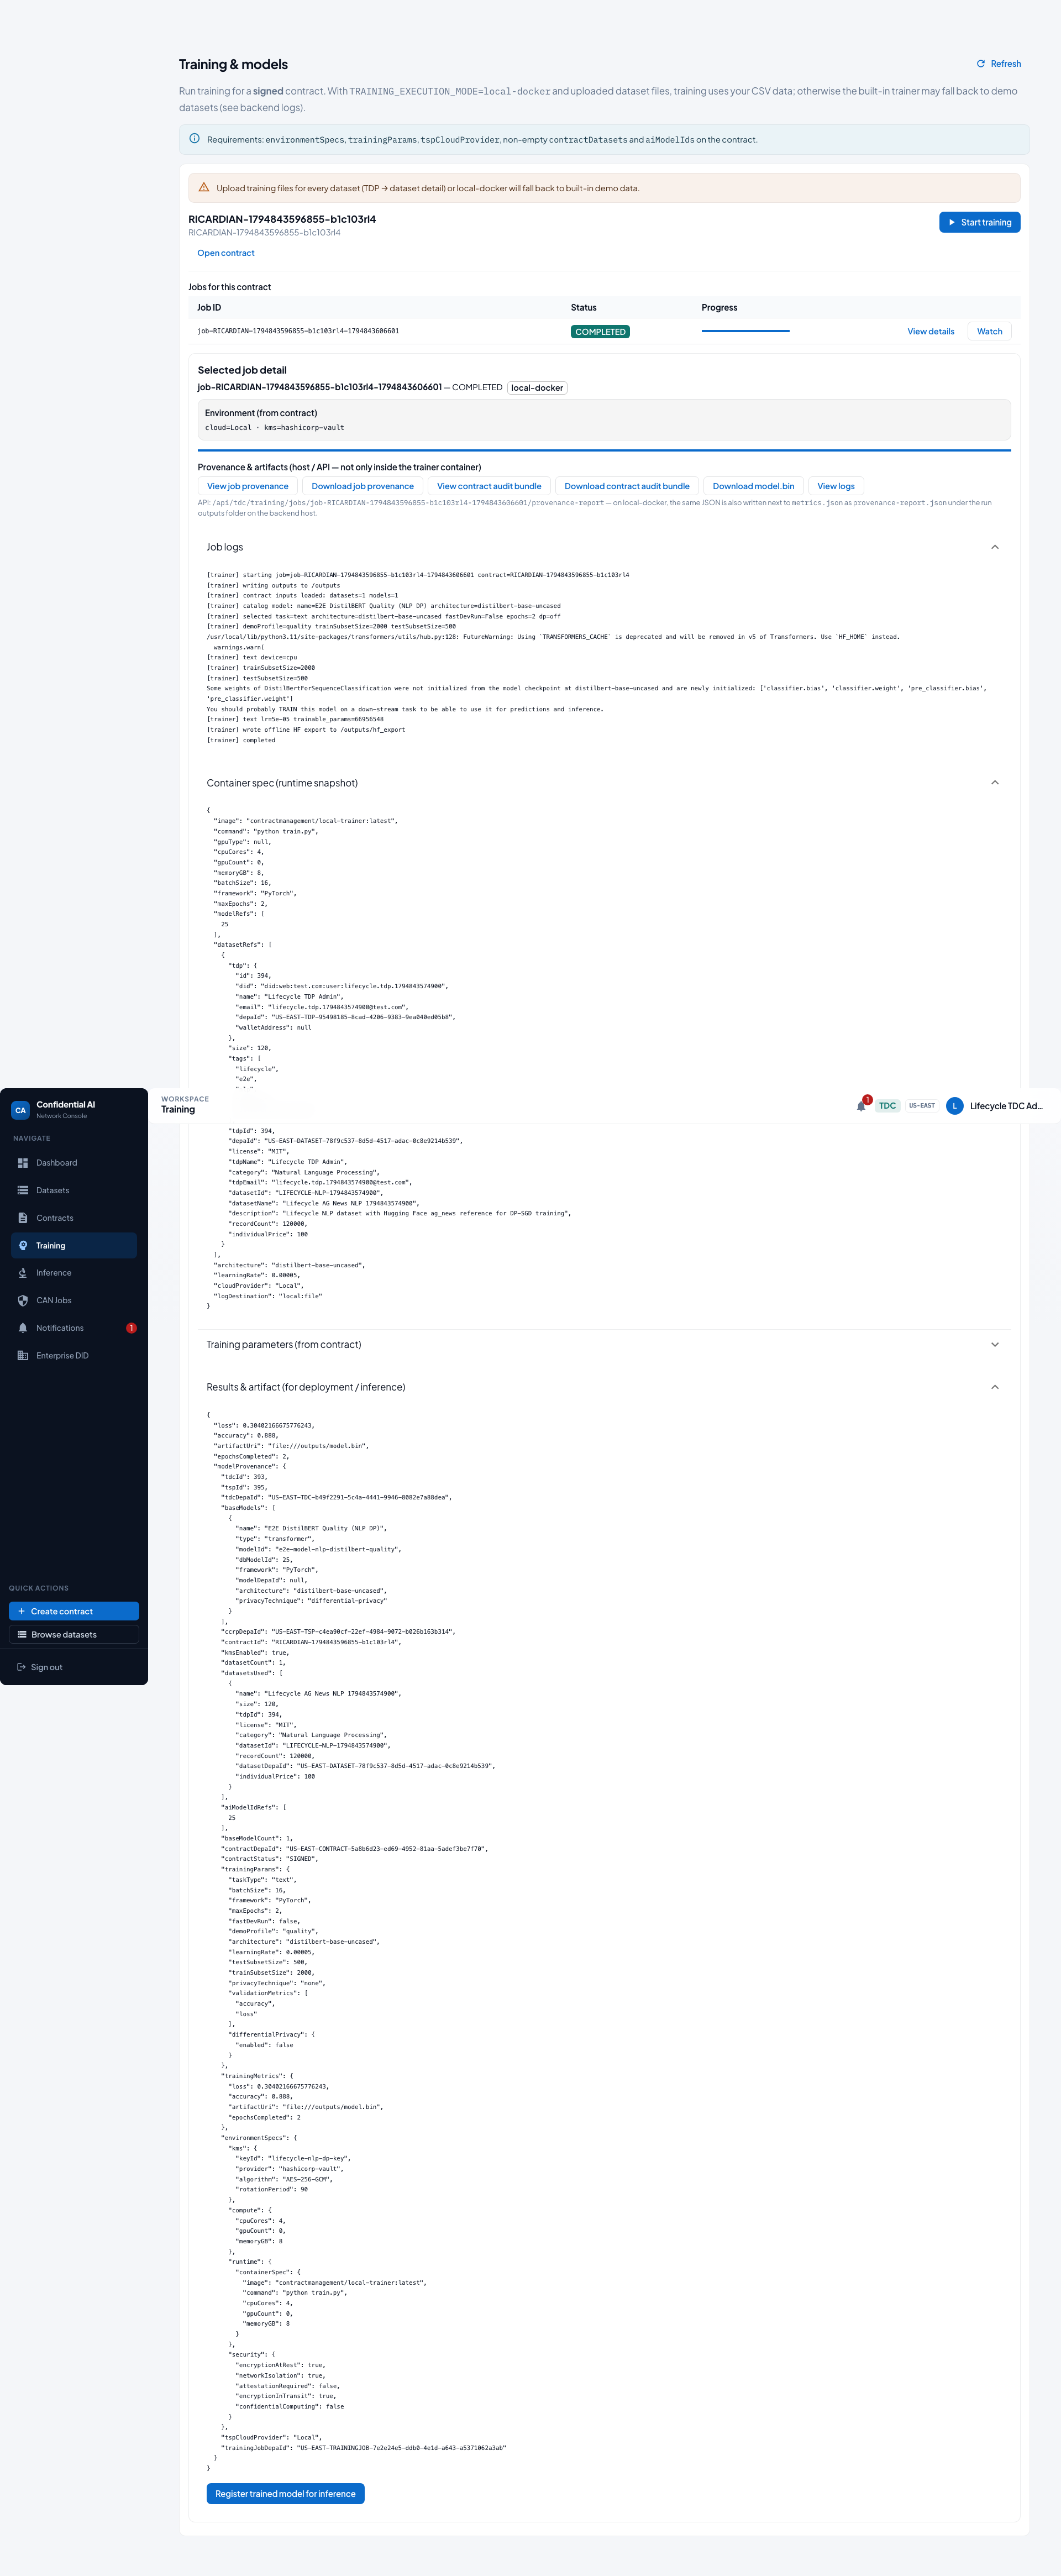 Training & models
Refresh
Run training for a signed contract. With TRAINING_EXECUTION_MODE=local-docker and uploaded dataset files, training uses your CSV data; otherwise the built-in trainer may fall back to demo
datasets (see backend logs).
Requirements: environmentSpecs, trainingParams, tspCloudProvider, non-empty contractDatasets and aiModelIds on the contract.
Upload training files for every dataset (TDP → dataset detail) or local-docker will fall back to built-in demo data.
RICARDIAN-1794843596855-b1c103rl4
RICARDIAN-1794843596855-b1c103rl4
Start training
Open contract
Jobs for this contract
Job ID Status Progress
job-RICARDIAN-1794843596855-b1c103rl4-1794843606601 COMPLETED View details Watch
Selected job detail
job-RICARDIAN-1794843596855-b1c103rl4-1794843606601 — COMPLETED local-docker
Environment (from contract)
cloud=Local · kms=hashicorp-vault
Provenance & artifacts (host / API — not only inside the trainer container)
View job provenance Download job provenance View contract audit bundle Download contract audit bundle Download model.bin View logs
API: /api/tdc/training/jobs/job-RICARDIAN-1794843596855-b1c103rl4-1794843606601/provenance-report — on local-docker, the same JSON is also written next to metrics.json as provenance-report.json under the run
outputs folder on the backend host.
Job logs
[trainer] starting job=job-RICARDIAN-1794843596855-b1c103rl4-1794843606601 contract=RICARDIAN-1794843596855-b1c103rl4
[trainer] writing outputs to /outputs
[trainer] contract inputs loaded: datasets=1 models=1
[trainer] catalog model: name=E2E DistilBERT Quality (NLP DP) architecture=distilbert-base-uncased
[trainer] selected task=text architecture=distilbert-base-uncased fastDevRun=False epochs=2 dp=off
[trainer] demoProfile=quality trainSubsetSize=2000 testSubsetSize=500
/usr/local/lib/python3.11/site-packages/transformers/utils/hub.py:128: FutureWarning: Using `TRANSFORMERS_CACHE` is deprecated and will be removed in v5 of Transformers. Use `HF_HOME` instead.
warnings.warn(
[trainer] text device=cpu
[trainer] trainSubsetSize=2000
[trainer] testSubsetSize=500
Some weights of DistilBertForSequenceClassification were not initialized from the model checkpoint at distilbert-base-uncased and are newly initialized: ['classifier.bias', 'classifier.weight', 'pre_classifier.bias',
'pre_classifier.weight']
You should probably TRAIN this model on a down-stream task to be able to use it for predictions and inference.
[trainer] text lr=5e-05 trainable_params=66956548
[trainer] wrote offline HF export to /outputs/hf_export
[trainer] completed
Container spec (runtime snapshot)
{
"image": "contractmanagement/local-trainer:latest",
"command": "python train.py",
"gpuType": null,
"cpuCores": 4,
"gpuCount": 0,
"memoryGB": 8,
"batchSize": 16,
"framework": "PyTorch",
"maxEpochs": 2,
"modelRefs": [
25
],
"datasetRefs": [
{
"tdp": {
"id": 394,
"did": "did:web:test.com:user:lifecycle.tdp.1794843574900",
"name": "Lifecycle TDP Admin",
"email": "lifecycle.tdp.1794843574900@test.com",
"depaId": "US-EAST-TDP-95498185-8cad-4206-9383-9ea040ed05b8",
"walletAddress": null
},
"size": 120,
"tags": [
"lifecycle",
"e2e",
CA Confidential AI
Network Console
WORKSPACE
Training
1 TDC US-EAST L Lifecycle TDC Ad...
NAVIGATE
Dashboard
Datasets
Contracts
Training
Inference
CAN Jobs
Notifications 1
Enterprise DID
QUICK ACTIONS
Create contract
Browse datasets
Sign out
"tdpId": 394,
"depaId": "US-EAST-DATASET-78f9c537-8d5d-4517-adac-0c8e9214b539",
"license": "MIT",
"tdpName": "Lifecycle TDP Admin",
"category": "Natural Language Processing",
"tdpEmail": "lifecycle.tdp.1794843574900@test.com",
"datasetId": "LIFECYCLE-NLP-1794843574900",
"datasetName": "Lifecycle AG News NLP 1794843574900",
"description": "Lifecycle NLP dataset with Hugging Face ag_news reference for DP-SGD training",
"recordCount": 120000,
"individualPrice": 100
}
],
"architecture": "distilbert-base-uncased",
"learningRate": 0.00005,
"cloudProvider": "Local",
"logDestination": "local:file"
}
Training parameters (from contract)
Results & artifact (for deployment / inference)
{
"loss": 0.30402166675776243,
"accuracy": 0.888,
"artifactUri": "file:///outputs/model.bin",
"epochsCompleted": 2,
"modelProvenance": {
"tdcId": 393,
"tspId": 395,
"tdcDepaId": "US-EAST-TDC-b49f2291-5c4a-4441-9946-8082e7a88dea",
"baseModels": [
{
"name": "E2E DistilBERT Quality (NLP DP)",
"type": "transformer",
"modelId": "e2e-model-nlp-distilbert-quality",
"dbModelId": 25,
"framework": "PyTorch",
"modelDepaId": null,
"architecture": "distilbert-base-uncased",
"privacyTechnique": "differential-privacy"
}
],
"ccrpDepaId": "US-EAST-TSP-c4ea90cf-22ef-4984-9072-b026b163b314",
"contractId": "RICARDIAN-1794843596855-b1c103rl4",
"kmsEnabled": true,
"datasetCount": 1,
"datasetsUsed": [
{
"name": "Lifecycle AG News NLP 1794843574900",
"size": 120,
"tdpId": 394,
"license": "MIT",
"category": "Natural Language Processing",
"datasetId": "LIFECYCLE-NLP-1794843574900",
"recordCount": 120000,
"datasetDepaId": "US-EAST-DATASET-78f9c537-8d5d-4517-adac-0c8e9214b539",
"individualPrice": 100
}
],
"aiModelIdRefs": [
25
],
"baseModelCount": 1,
"contractDepaId": "US-EAST-CONTRACT-5a8b6d23-ed69-4952-81aa-5adef3be7f70",
"contractStatus": "SIGNED",
"trainingParams": {
"taskType": "text",
"batchSize": 16,
"framework": "PyTorch",
"maxEpochs": 2,
"fastDevRun": false,
"demoProfile": "quality",
"architecture": "distilbert-base-uncased",
"learningRate": 0.00005,
"testSubsetSize": 500,
"trainSubsetSize": 2000,
"privacyTechnique": "none",
"validationMetrics": [
"accuracy",
"loss"
],
"differentialPrivacy": {
"enabled": false
}
},
"trainingMetrics": {
"loss": 0.30402166675776243,
"accuracy": 0.888,
"artifactUri": "file:///outputs/model.bin",
"epochsCompleted": 2
},
"environmentSpecs": {
"kms": {
"keyId": "lifecycle-nlp-dp-key",
"provider": "hashicorp-vault",
"algorithm": "AES-256-GCM",
"rotationPeriod": 90
},
"compute": {
"cpuCores": 4,
"gpuCount": 0,
"memoryGB": 8
},
"runtime": {
"containerSpec": {
"image": "contractmanagement/local-trainer:latest",
"command": "python train.py",
"cpuCores": 4,
"gpuCount": 0,
"memoryGB": 8
}
},
"security": {
"encryptionAtRest": true,
"networkIsolation": true,
"attestationRequired": false,
"encryptionInTransit": true,
"confidentialComputing": false
}
},
"tspCloudProvider": "Local",
"trainingJobDepaId": "US-EAST-TRAININGJOB-7e2e24e5-ddb0-4e1d-a643-a5371062a3ab"
}
}
Register trained model for inference